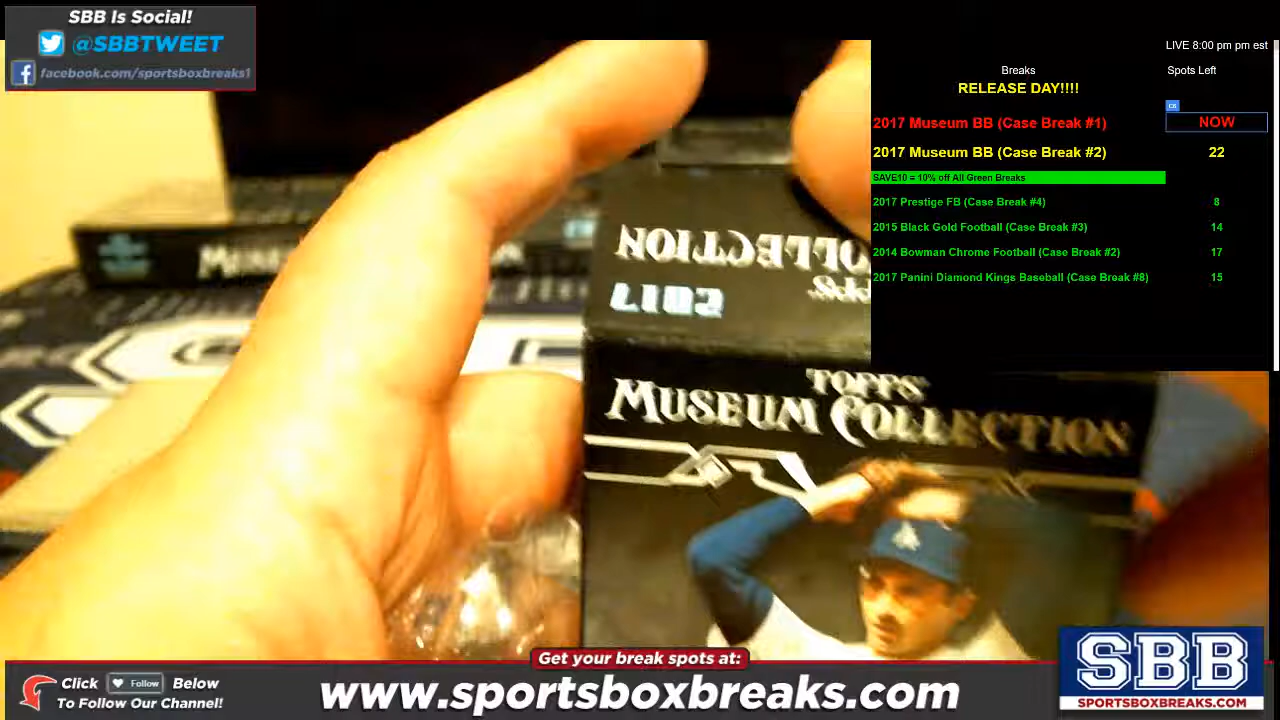 SBB Is Social!
@SBBTWEET
facebook.com/sportsboxbreaks1
LIVE 8:00 pm pm est
Breaks
Spots Left
RELEASE DAY!!!!
2017 Museum BB (Case Break #1)
NOW
2017 Museum BB (Case Break #2)
22
SAVE10 = 10% off All Green Breaks
2017 Prestige FB (Case Break #4)
8
2015 Black Gold Football (Case Break #3)
14
2014 Bowman Chrome Football (Case Break #2)
17
2017 Panini Diamond Kings Baseball (Case Break #8)
15
2017
TOPPS
COLLECTION
TOPPS
MUSEUM COLLECTION
Get your break spots at:
Click Follow Below
To Follow Our Channel!
www.sportsboxbreaks.com
SBB
SPORTSBOXBREAKS.COM